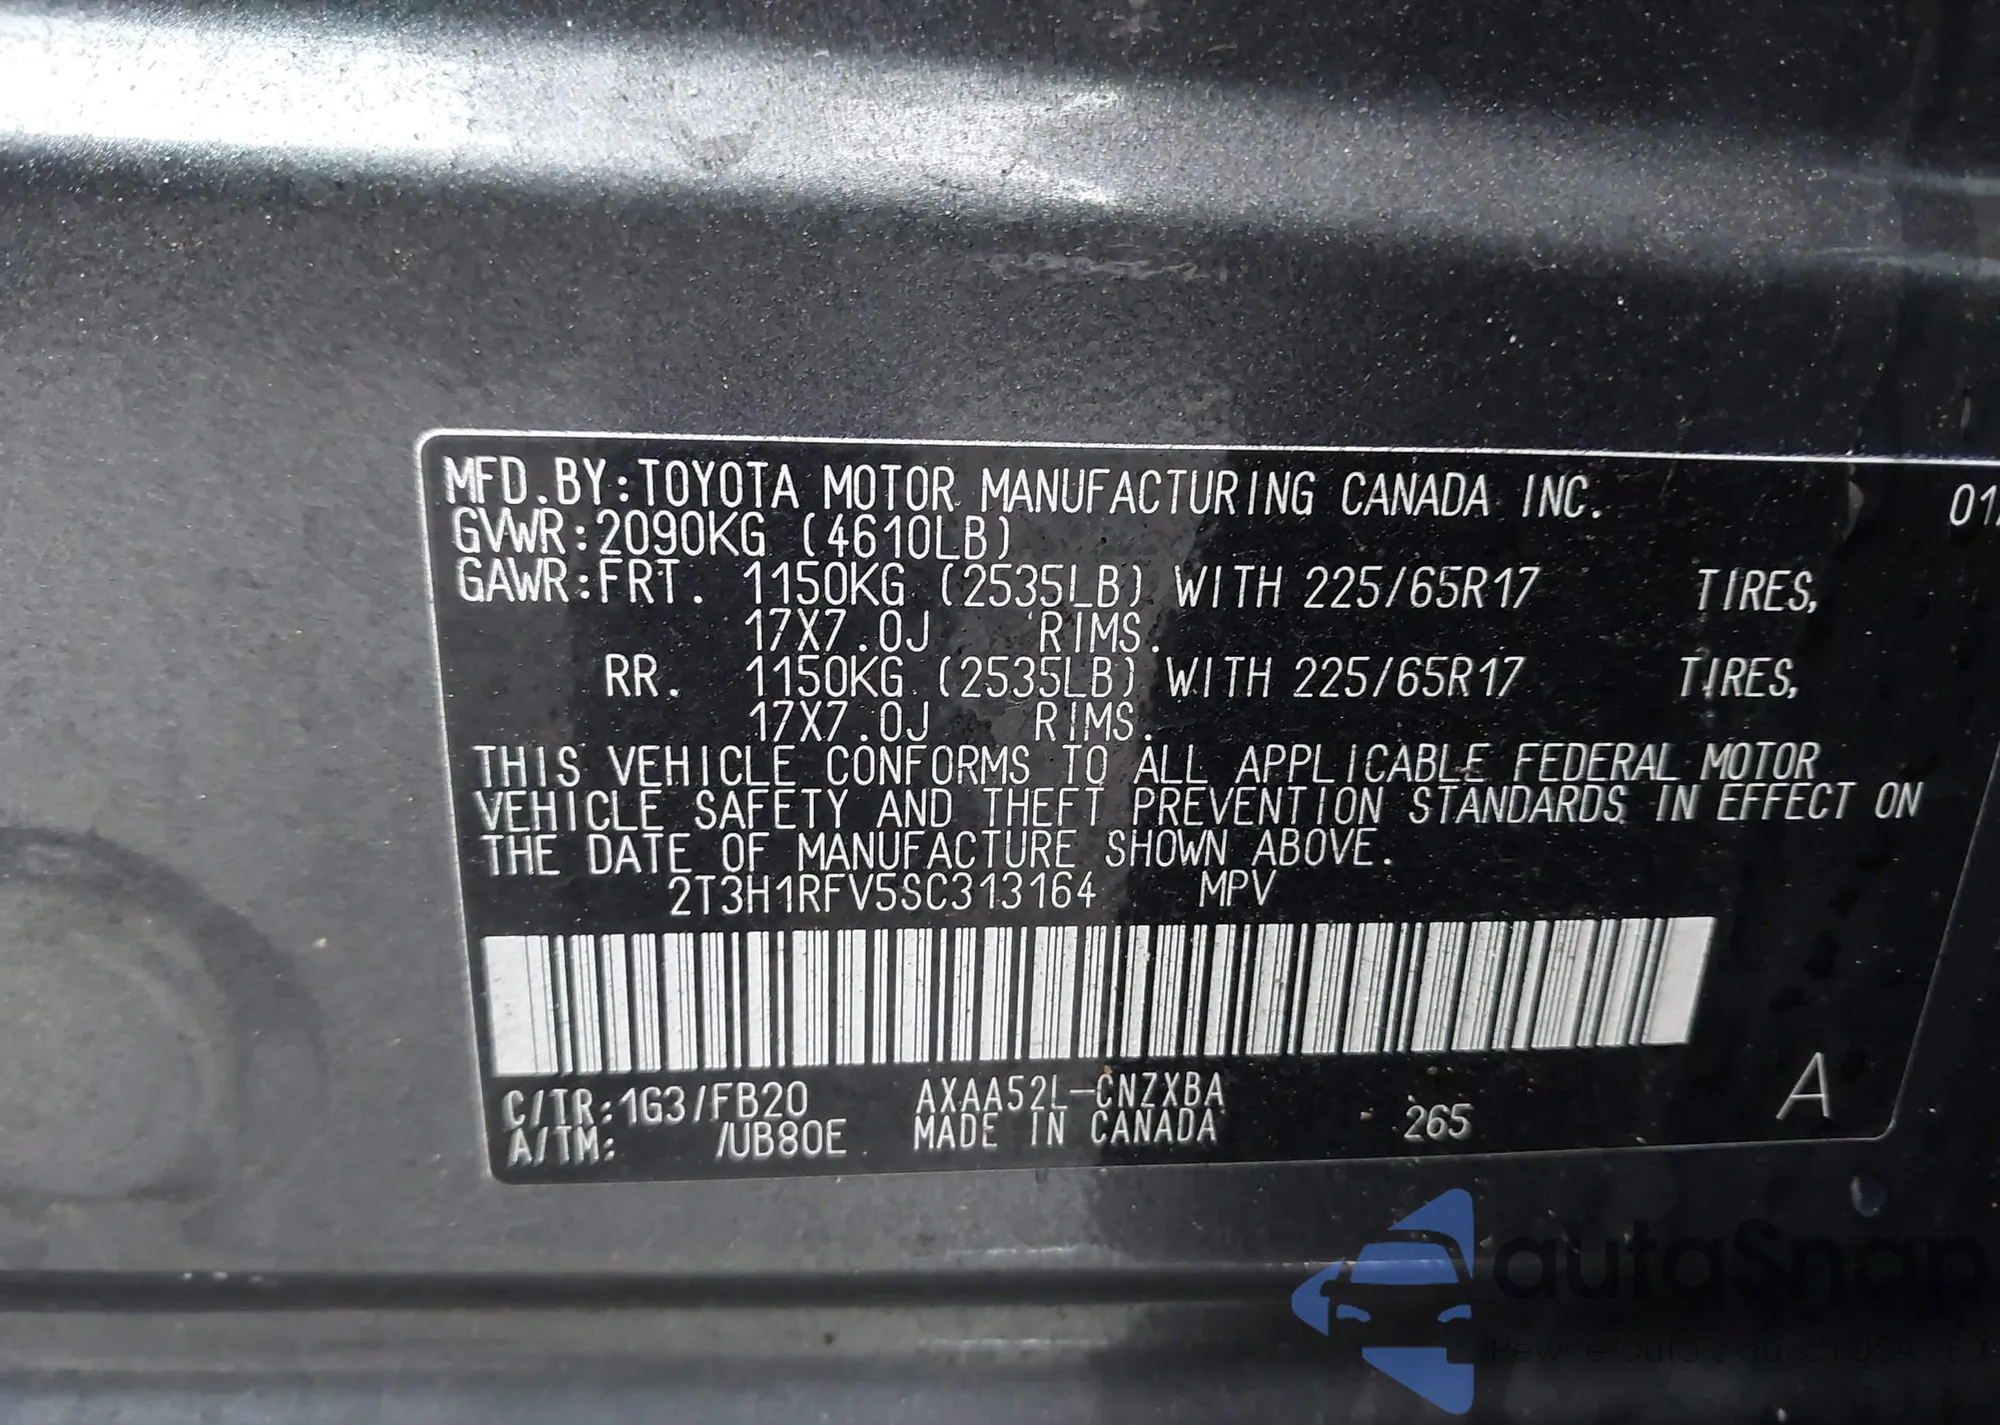 MFD.BY:TOYOTA MOTOR MANUFACTURING CANADA INC. 01/
GVWR:2090KG (4610LB)
GAWR:FRT. 1150KG (2535LB) WITH 225/65R17 TIRES,
17X7.0J RIMS.
RR. 1150KG (2535LB) WITH 225/65R17 TIRES,
17X7.0J RIMS.
THIS VEHICLE CONFORMS TO ALL APPLICABLE FEDERAL MOTOR
VEHICLE SAFETY AND THEFT PREVENTION STANDARDS IN EFFECT ON
THE DATE OF MANUFACTURE SHOWN ABOVE.
2T3H1RFV5SC313164 MPV
C/TR:1G3/FB20 AXAA52L-CNZXBA
A/TM: /UB80E MADE IN CANADA 265 A
autoSnap